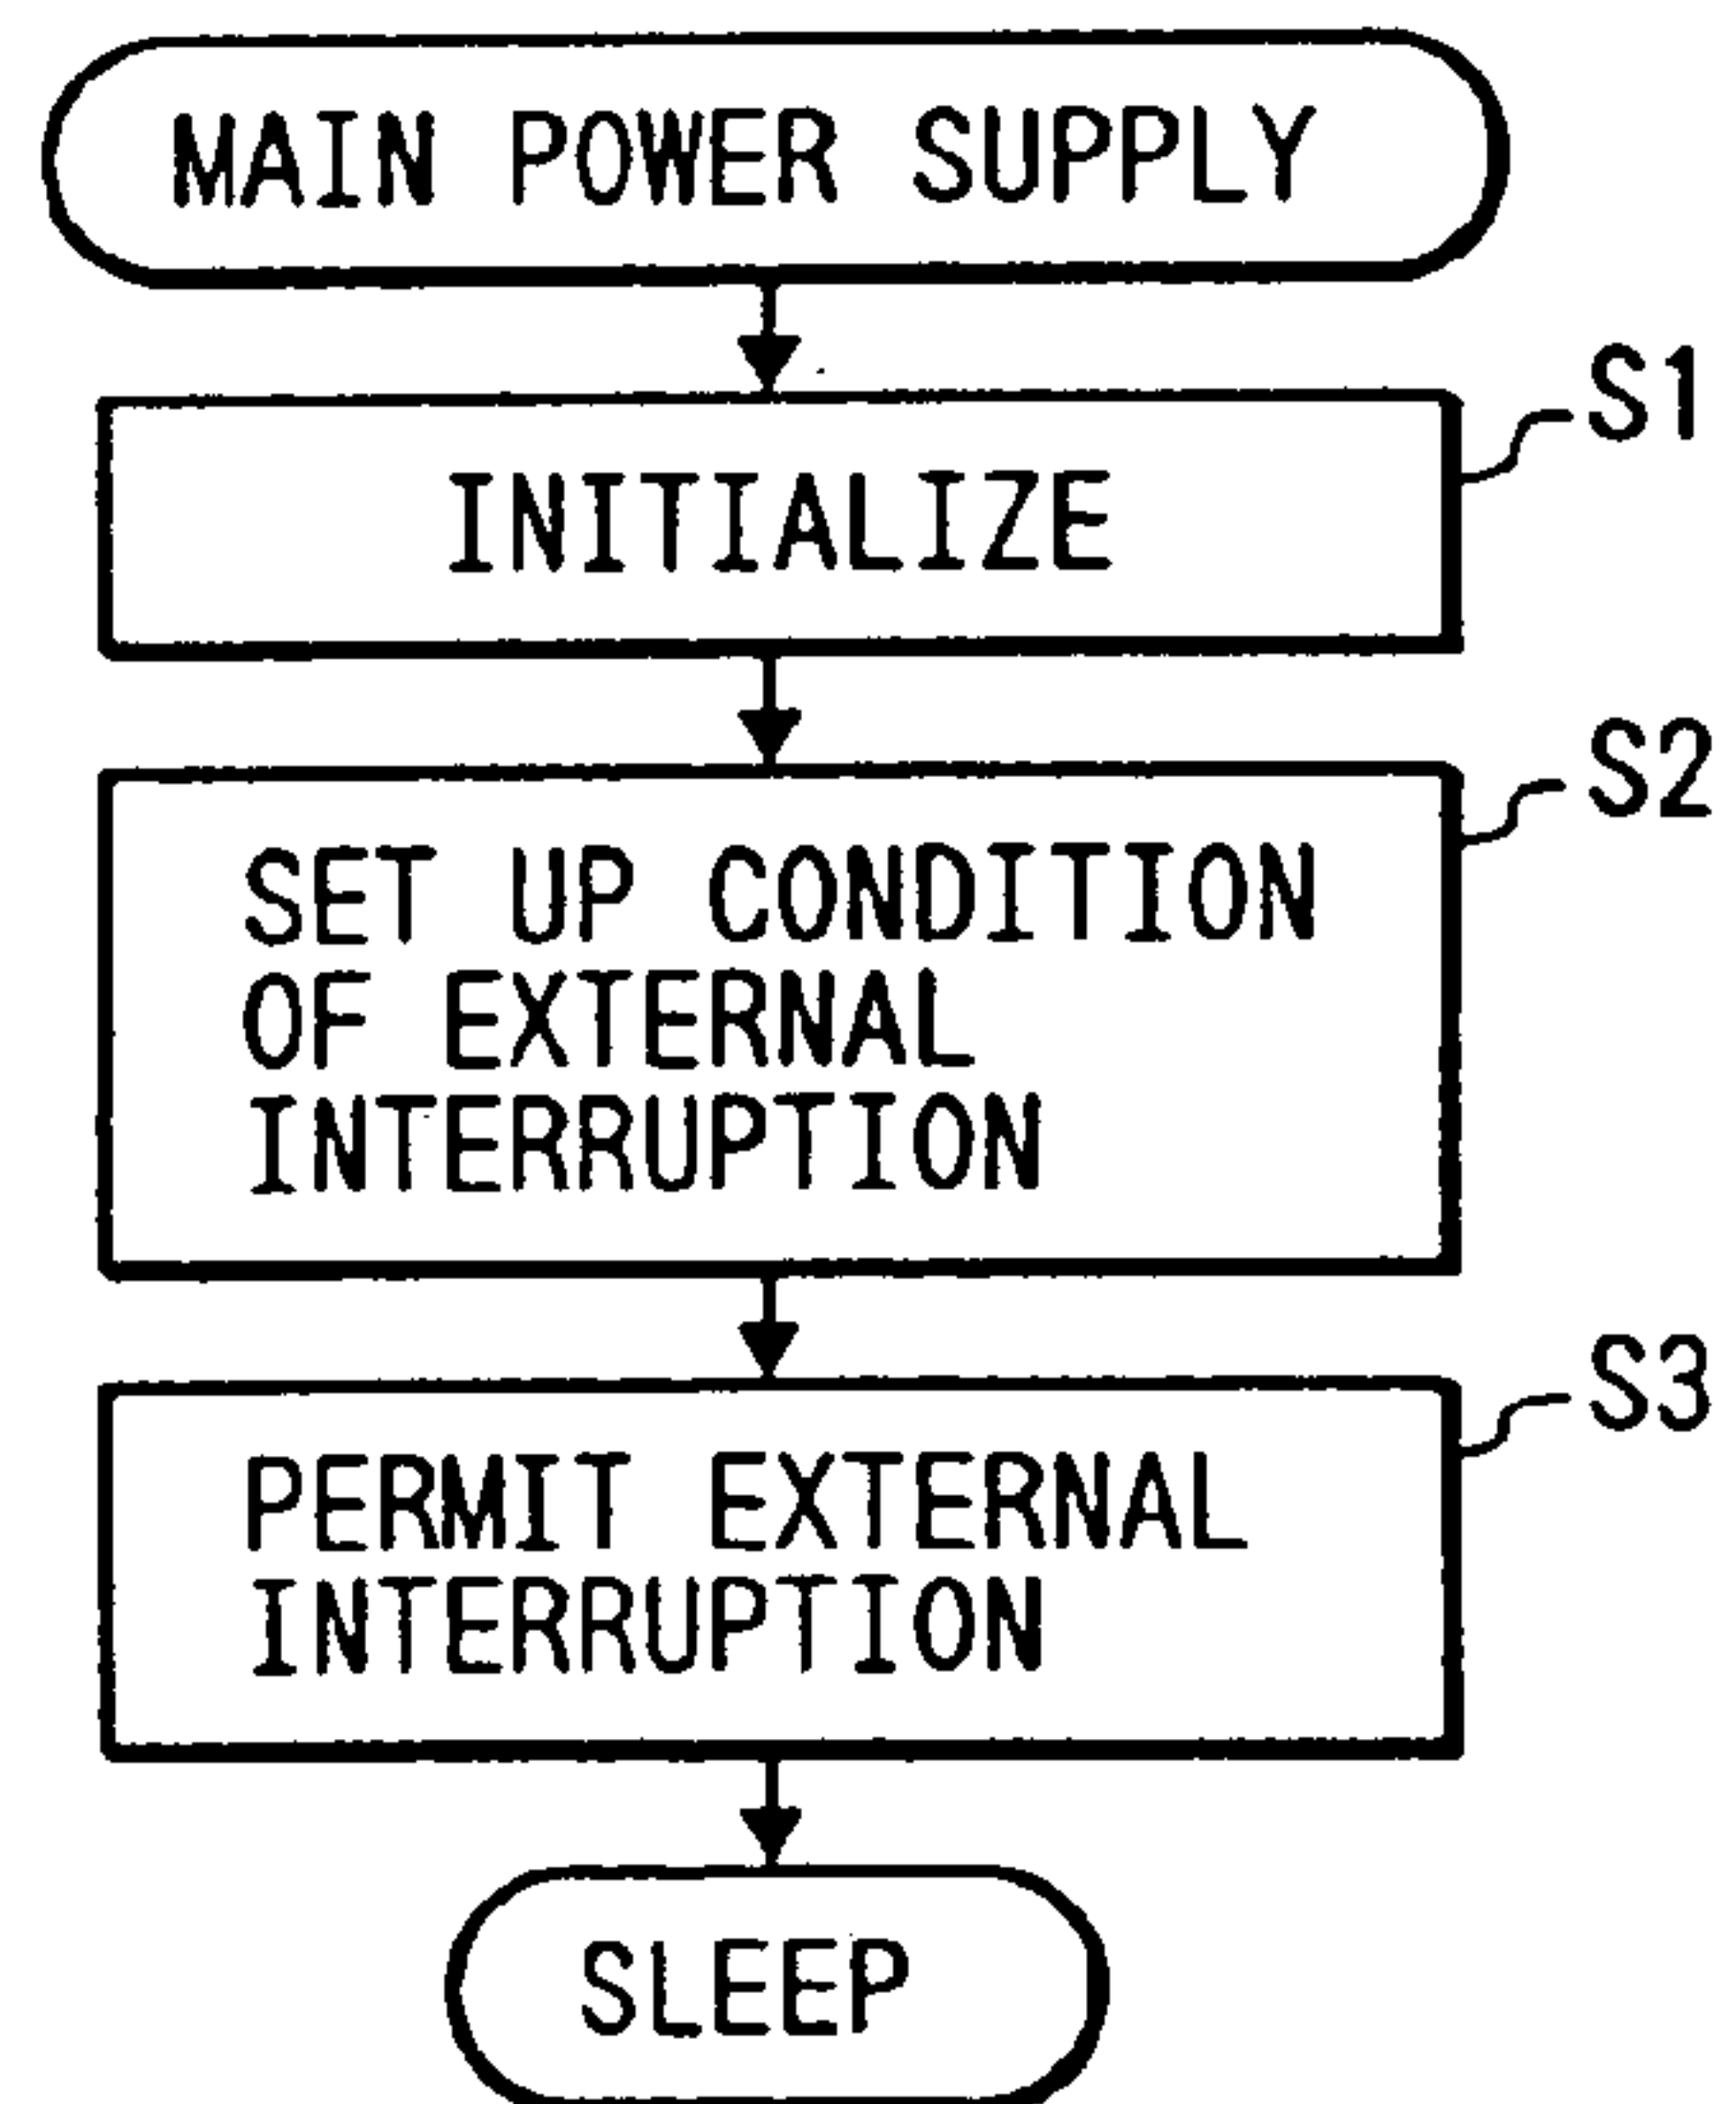 MAIN POWER SUPPLY
S1
INITIALIZE
S2
SET UP CONDITION
OF EXTERNAL
INTERRUPTION
S3
PERMIT EXTERNAL
INTERRUPTION
SLEEP